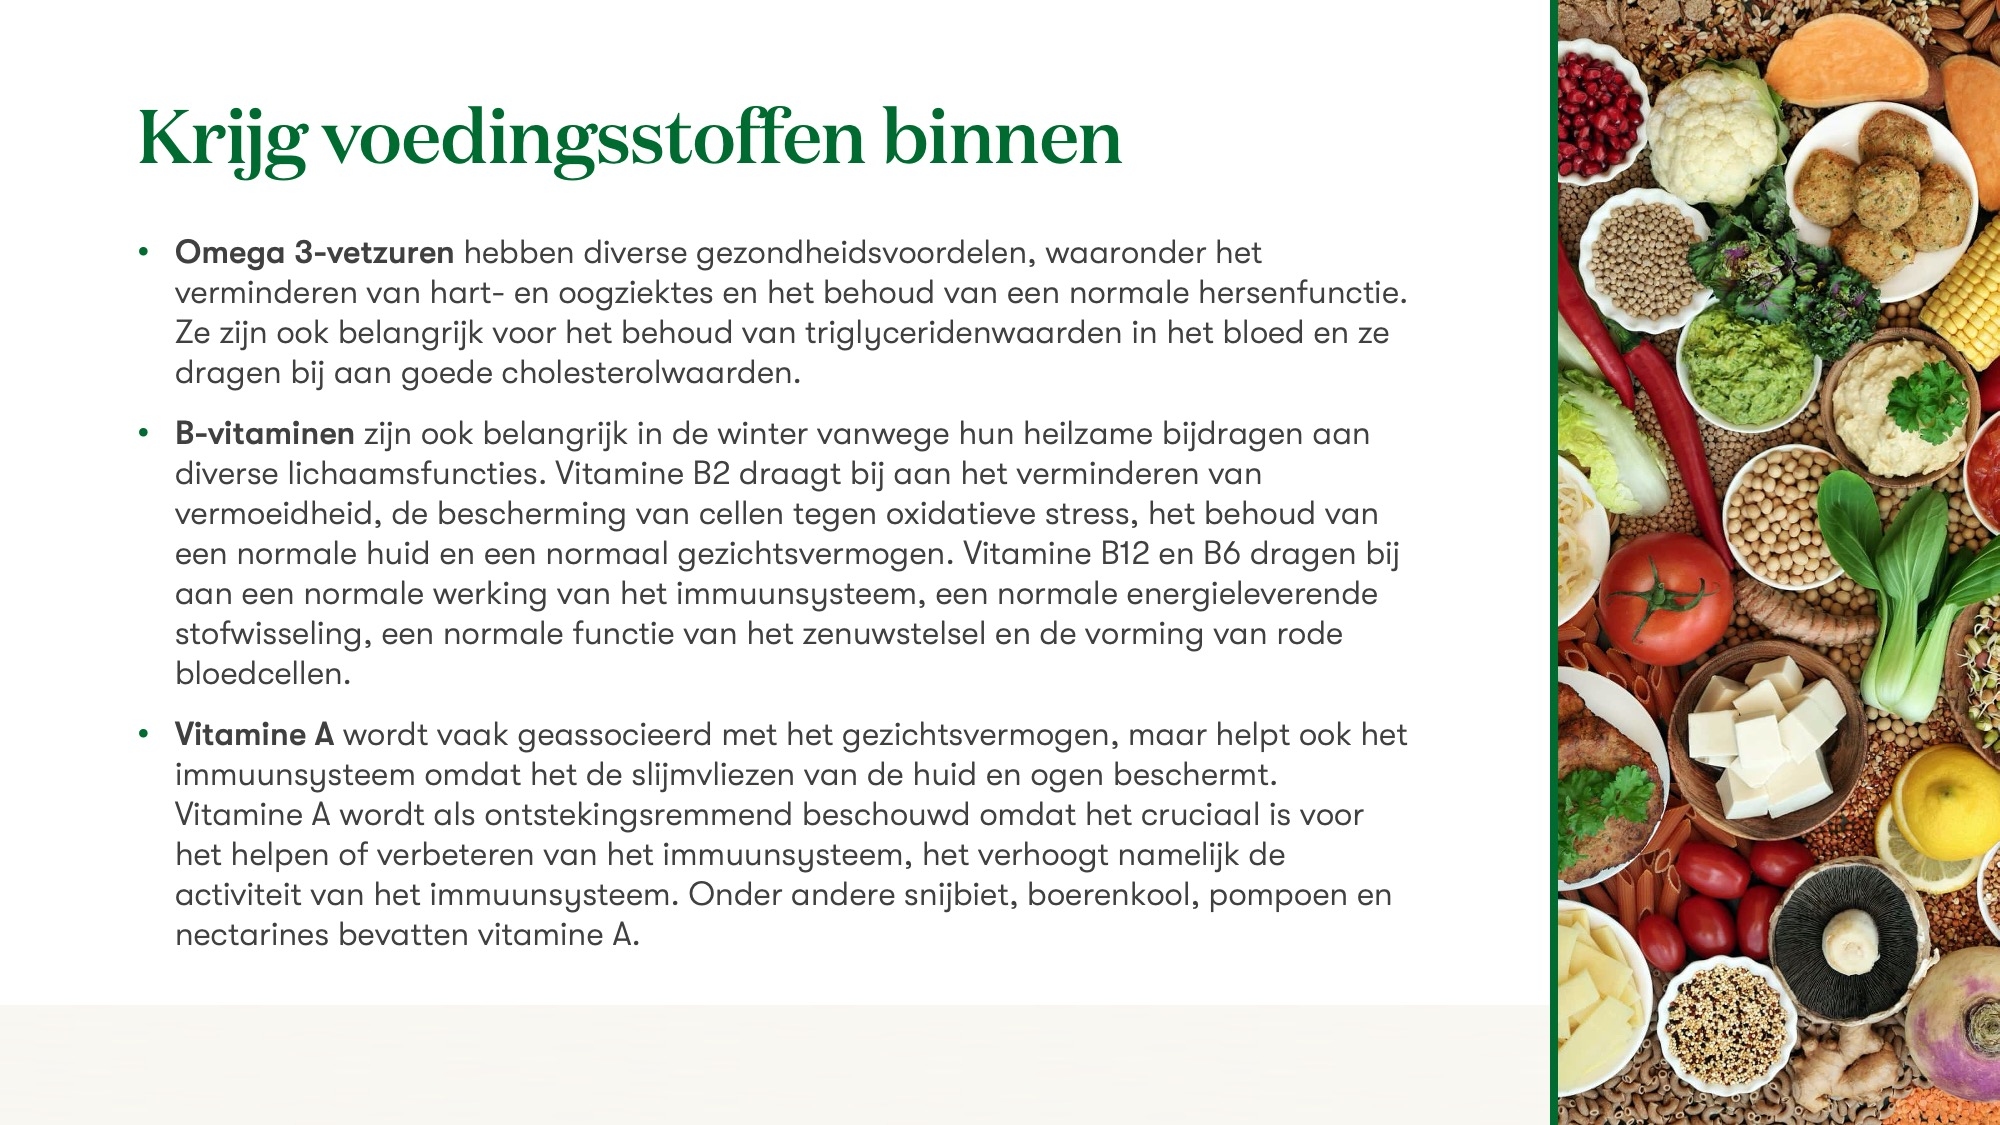 Krijg voedingsstoffen binnen
• Omega 3-vetzuren hebben diverse gezondheidsvoordelen, waaronder het
verminderen van hart- en oogziektes en het behoud van een normale hersenfunctie.
Ze zijn ook belangrijk voor het behoud van triglyceridenwaarden in het bloed en ze
dragen bij aan goede cholesterolwaarden.
• B-vitaminen zijn ook belangrijk in de winter vanwege hun heilzame bijdragen aan
diverse lichaamsfuncties. Vitamine B2 draagt bij aan het verminderen van
vermoeidheid, de bescherming van cellen tegen oxidatieve stress, het behoud van
een normale huid en een normaal gezichtsvermogen. Vitamine B12 en B6 dragen bij
aan een normale werking van het immuunsysteem, een normale energieleverende
stofwisseling, een normale functie van het zenuwstelsel en de vorming van rode
bloedcellen.
• Vitamine A wordt vaak geassocieerd met het gezichtsvermogen, maar helpt ook het
immuunsysteem omdat het de slijmvliezen van de huid en ogen beschermt.
Vitamine A wordt als ontstekingsremmend beschouwd omdat het cruciaal is voor
het helpen of verbeteren van het immuunsysteem, het verhoogt namelijk de
activiteit van het immuunsysteem. Onder andere snijbiet, boerenkool, pompoen en
nectarines bevatten vitamine A.